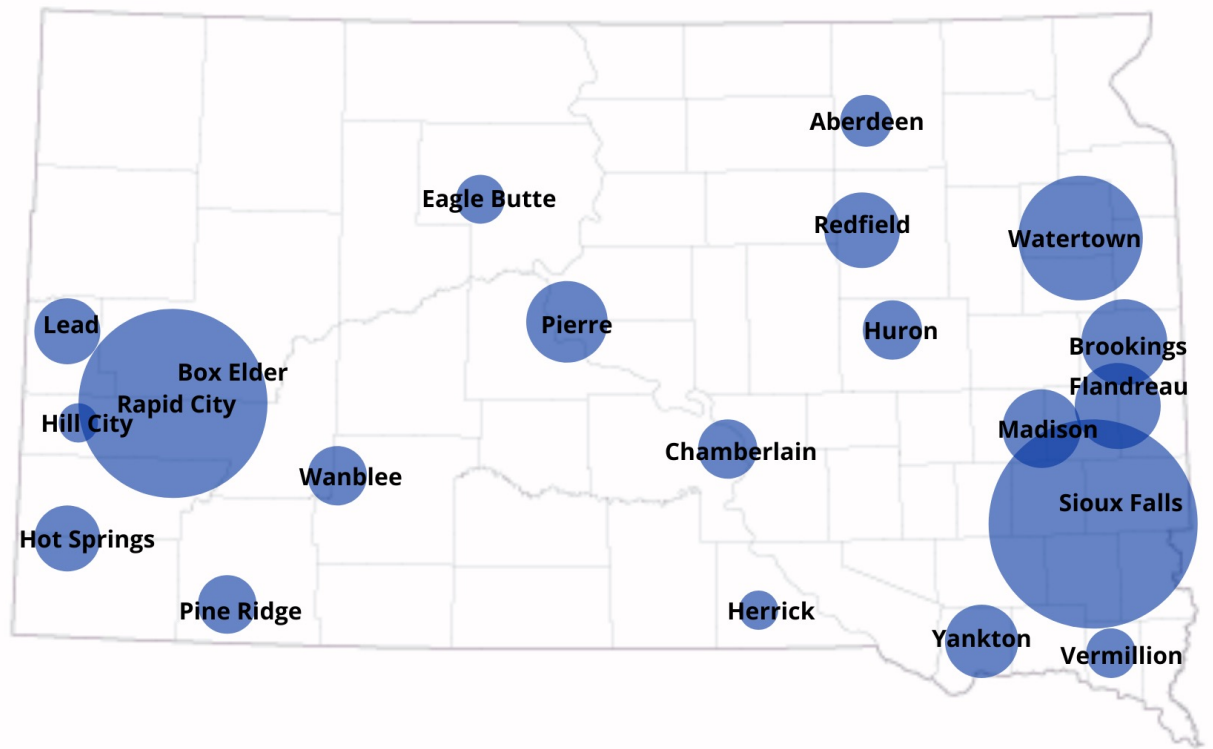 Aberdeen
Eagle Butte
Redfield
Watertown
Lead
Pierre
Huron
Brookings
Box Elder
Flandreau
Rapid City
Hill City
Madison
Chamberlain
Wanblee
Sioux Falls
Hot Springs
Pine Ridge
Herrick
Yankton
Vermillion